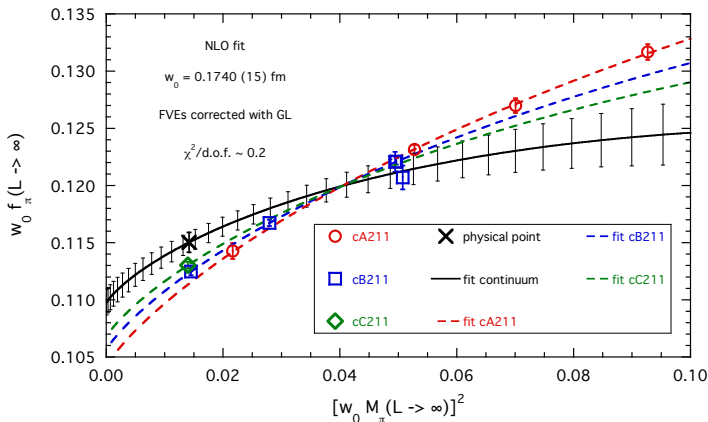 0.135
0.130
0.125
0.120
0.115
0.110
0.105
w₀ f_π(L -> ∞)
NLO fit
w₀ = 0.1740 (15) fm
FVEs corrected with GL
χ²/d.o.f. ~ 0.2
cA211 physical point fit cB211
cB211 fit continuum fit cC211
cC211 fit cA211
0.00 0.02 0.04 0.06 0.08 0.10
[w₀ M_π(L -> ∞)]²